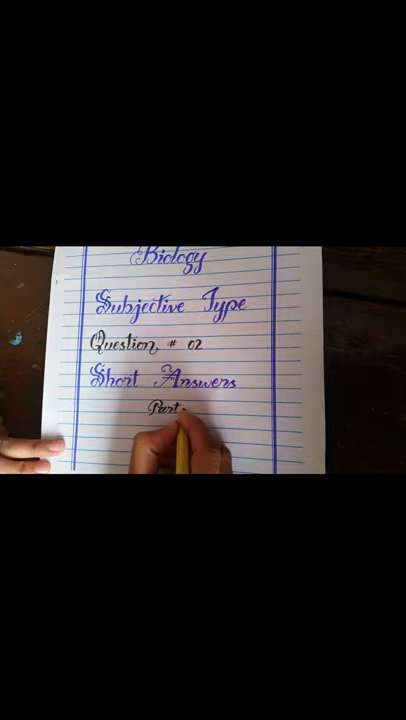 Biology
Subjective Type
Question # 02
Short Answers
Part